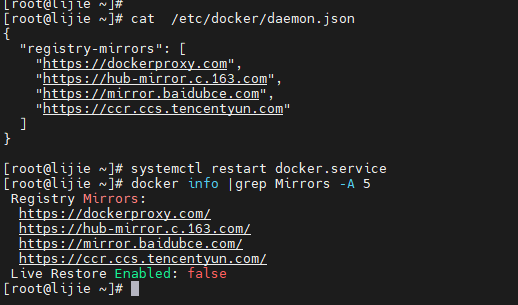 [root@lijie ~]#
[root@lijie ~]# cat  /etc/docker/daemon.json
{
  "registry-mirrors": [
    "https://dockerproxy.com",
    "https://hub-mirror.c.163.com",
    "https://mirror.baidubce.com",
    "https://ccr.ccs.tencentyun.com"
  ]
}
[root@lijie ~]# systemctl restart docker.service
[root@lijie ~]# docker info |grep Mirrors -A 5
 Registry Mirrors:
  https://dockerproxy.com/
  https://hub-mirror.c.163.com/
  https://mirror.baidubce.com/
  https://ccr.ccs.tencentyun.com/
 Live Restore Enabled: false
[root@lijie ~]#